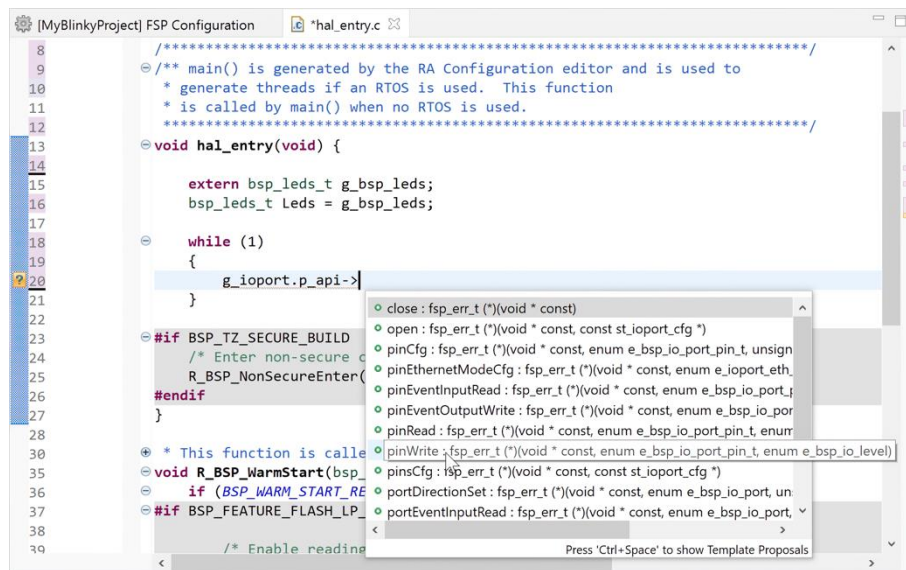 [MyBlinkyProject] FSP Configuration *hal_entry.c
8 /******************************************************************************/
9 /** main() is generated by the RA Configuration editor and is used to
10 * generate threads if an RTOS is used. This function
11 * is called by main() when no RTOS is used.
12 ******************************************************************************/
13 void hal_entry(void) {
14
15 extern bsp_leds_t g_bsp_leds;
16 bsp_leds_t Leds = g_bsp_leds;
17
18 while (1)
19 {
20 g_ioport.p_api->
21 }
22
23 #if BSP_TZ_SECURE_BUILD
24 /* Enter non-secure c
25 R_BSP_NonSecureEnter(
26 #endif
27 }
28
30 * This function is calle
35 void R_BSP_WarmStart(bsp_
36 if (BSP_WARM_START_RE
37 #if BSP_FEATURE_FLASH_LP_
38
39 /* Enable reading
close : fsp_err_t (*)(void * const)
open : fsp_err_t (*)(void * const, const st_ioport_cfg *)
pinCfg : fsp_err_t (*)(void * const, enum e_bsp_io_port_pin_t, unsign
pinEthernetModeCfg : fsp_err_t (*)(void * const, enum e_ioport_eth_
pinEventInputRead : fsp_err_t (*)(void * const, enum e_bsp_io_port_p
pinEventOutputWrite : fsp_err_t (*)(void * const, enum e_bsp_io_por
pinRead : fsp_err_t (*)(void * const, enum e_bsp_io_port_pin_t, enum
pinWrite : fsp_err_t (*)(void * const, enum e_bsp_io_port_pin_t, enum e_bsp_io_level)
pinsCfg : fsp_err_t (*)(void * const, const st_ioport_cfg *)
portDirectionSet : fsp_err_t (*)(void * const, enum e_bsp_io_port, un
portEventInputRead : fsp_err_t (*)(void * const, enum e_bsp_io_port,
Press 'Ctrl+Space' to show Template Proposals